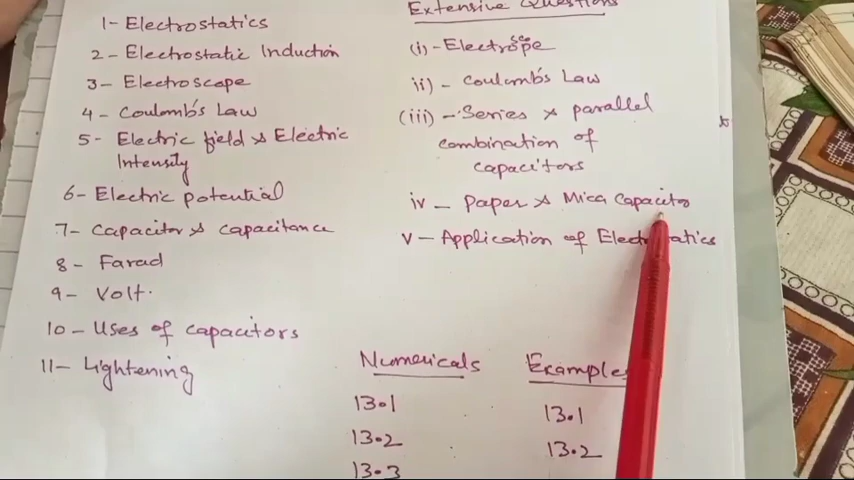 1- Electrostatics
2- Electrostatic Induction
3- Electroscope
4- Coulomb's Law
5- Electric field & Electric
Intensity
6- Electric potential
7- Capacitor & capacitance
8- Farad
9- Volt.
10- Uses of capacitors
11- Lightening
Extensive Questions
(i) - Electroscope
ii) - Coulomb's Law
(iii) - Series & parallel
combination of
capacitors
iv - Paper & Mica Capacitor
v - Application of Electrostatics
Numericals
13.1
13.2
13.3
Examples
13.1
13.2